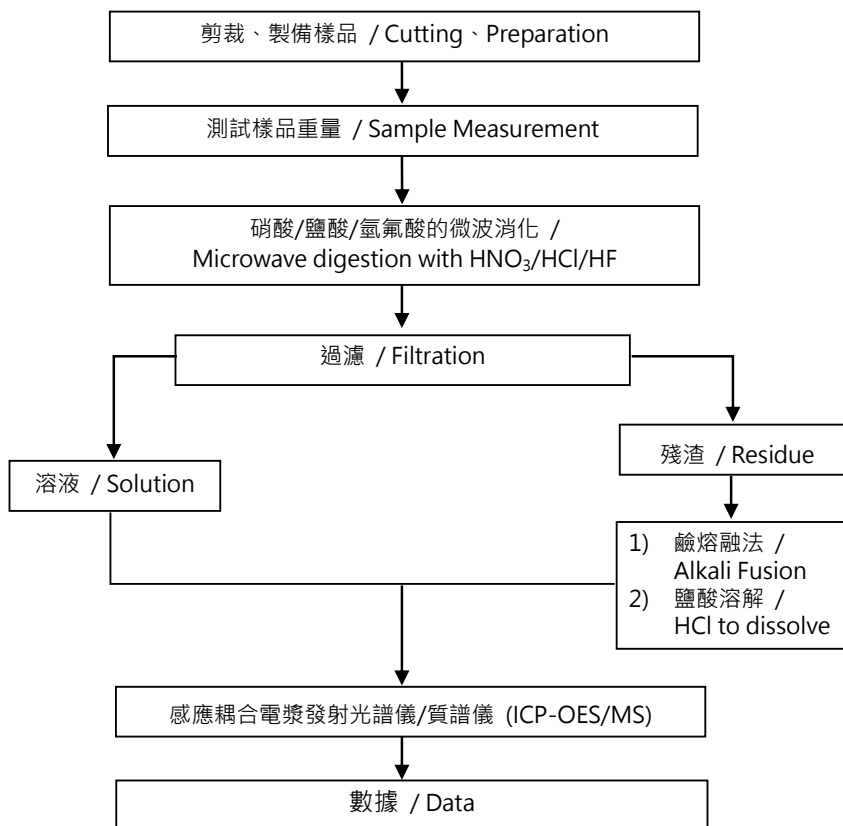 剪裁、製備樣品 / Cutting、Preparation
測試樣品重量 / Sample Measurement
硝酸/鹽酸/氫氟酸的微波消化 /
Microwave digestion with HNO₃/HCl/HF
過濾 / Filtration
溶液 / Solution
殘渣 / Residue
1) 鹼熔融法 /
Alkali Fusion
2) 鹽酸溶解 /
HCl to dissolve
感應耦合電漿發射光譜儀/質譜儀 (ICP-OES/MS)
數據 / Data